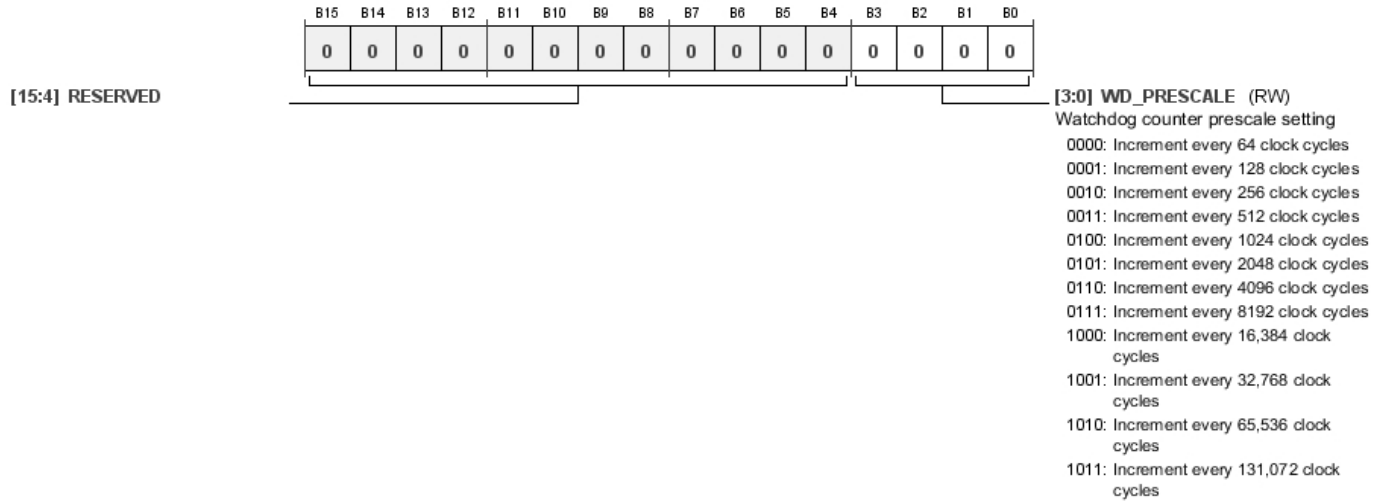 B15 B14 B13 B12 B11 B10 B9 B8 B7 B6 B5 B4 B3 B2 B1 B0
0 0 0 0 0 0 0 0 0 0 0 0 0 0 0 0
[15:4] RESERVED
[3:0] WD_PRESCALE (RW)
Watchdog counter prescale setting
0000: Increment every 64 clock cycles
0001: Increment every 128 clock cycles
0010: Increment every 256 clock cycles
0011: Increment every 512 clock cycles
0100: Increment every 1024 clock cycles
0101: Increment every 2048 clock cycles
0110: Increment every 4096 clock cycles
0111: Increment every 8192 clock cycles
1000: Increment every 16,384 clock
cycles
1001: Increment every 32,768 clock
cycles
1010: Increment every 65,536 clock
cycles
1011: Increment every 131,072 clock
cycles